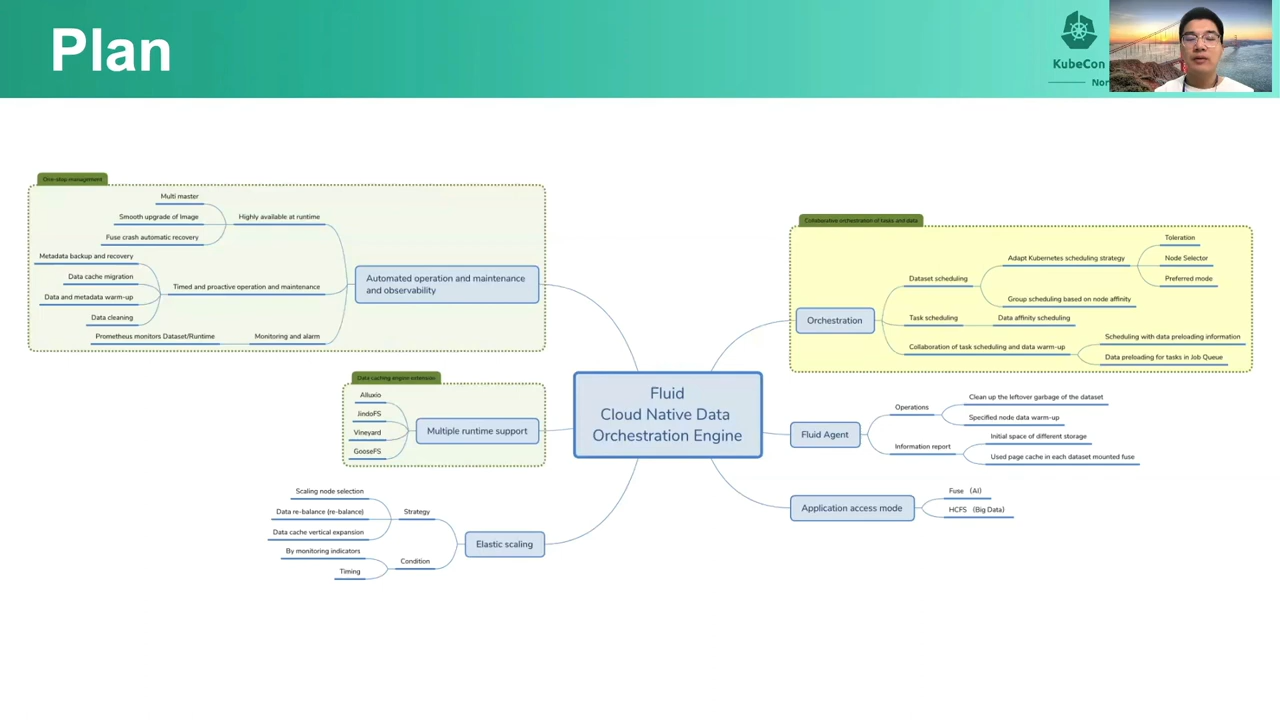 Plan
KubeCon
Nor
One-stop management
Multi master
Smooth upgrade of Image
Fuse crash automatic recovery
Highly available at runtime
Metadata backup and recovery
Data cache migration
Data and metadata warm-up
Data cleaning
Timed and proactive operation and maintenance
Prometheus monitors Dataset/Runtime
Monitoring and alarm
Automated operation and maintenance
and observability
Data caching engine extension
Alluxio
JindoFS
Vineyard
GooseFS
Multiple runtime support
Scaling node selection
Data re-balance (re-balance)
Data cache vertical expansion
Strategy
By monitoring indicators
Timing
Condition
Elastic scaling
Fluid
Cloud Native Data
Orchestration Engine
Collaborative orchestration of tasks and data
Orchestration
Dataset scheduling
Adapt Kubernetes scheduling strategy
Toleration
Node Selector
Preferred mode
Group scheduling based on node affinity
Task scheduling
Data affinity scheduling
Collaboration of task scheduling and data warm-up
Scheduling with data preloading information
Data preloading for tasks in Job Queue
Fluid Agent
Operations
Clean up the leftover garbage of the dataset
Specified node data warm-up
Information report
Initial space of different storage
Used page cache in each dataset mounted fuse
Application access mode
Fuse （AI）
HCFS （Big Data）